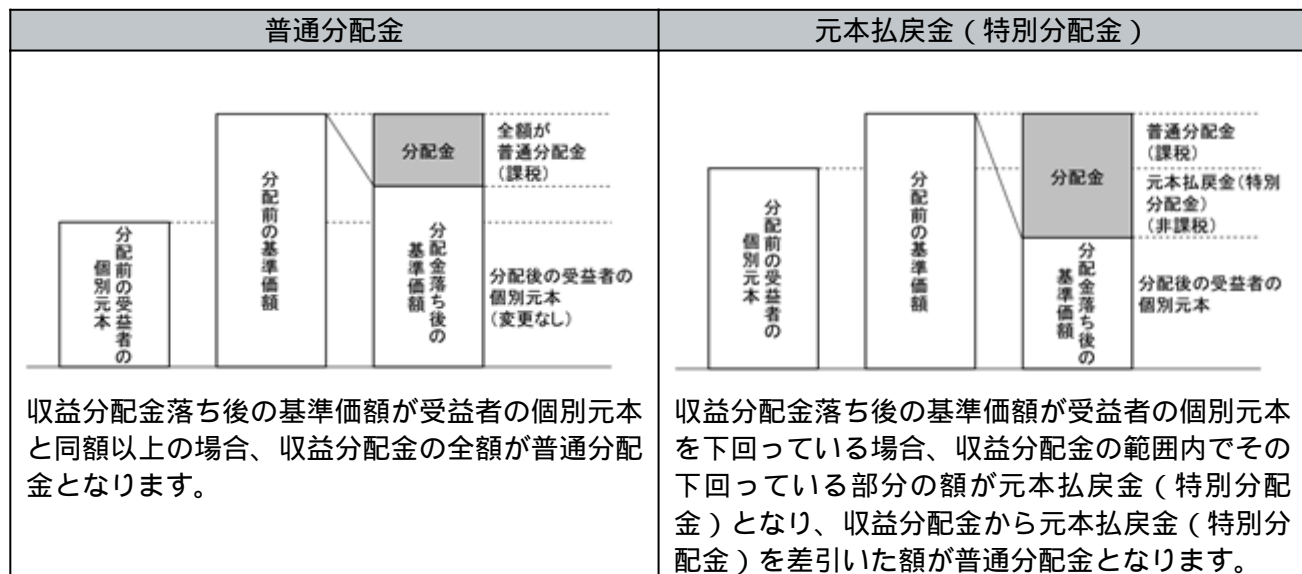 普通分配金
分配前の受益者の
個別元本
分配前の基準価額
分配金
分配金落ち後の
基準価額
全額が
普通分配金
(課税)
分配後の受益者の
個別元本
(変更なし)
収益分配金落ち後の基準価額が受益者の個別元本
と同額以上の場合、収益分配金の全額が普通分配
金となります。
元本払戻金(特別分配金)
分配前の受益者の
個別元本
分配前の基準価額
分配金
分配金落ち後の
基準価額
普通分配金
(課税)
元本払戻金(特別
分配金)
(非課税)
分配後の受益者の
個別元本
収益分配金落ち後の基準価額が受益者の個別元本
を下回っている場合、収益分配金の範囲内でその
下回っている部分の額が元本払戻金(特別分配
金)となり、収益分配金から元本払戻金(特別分
配金)を差引いた額が普通分配金となります。